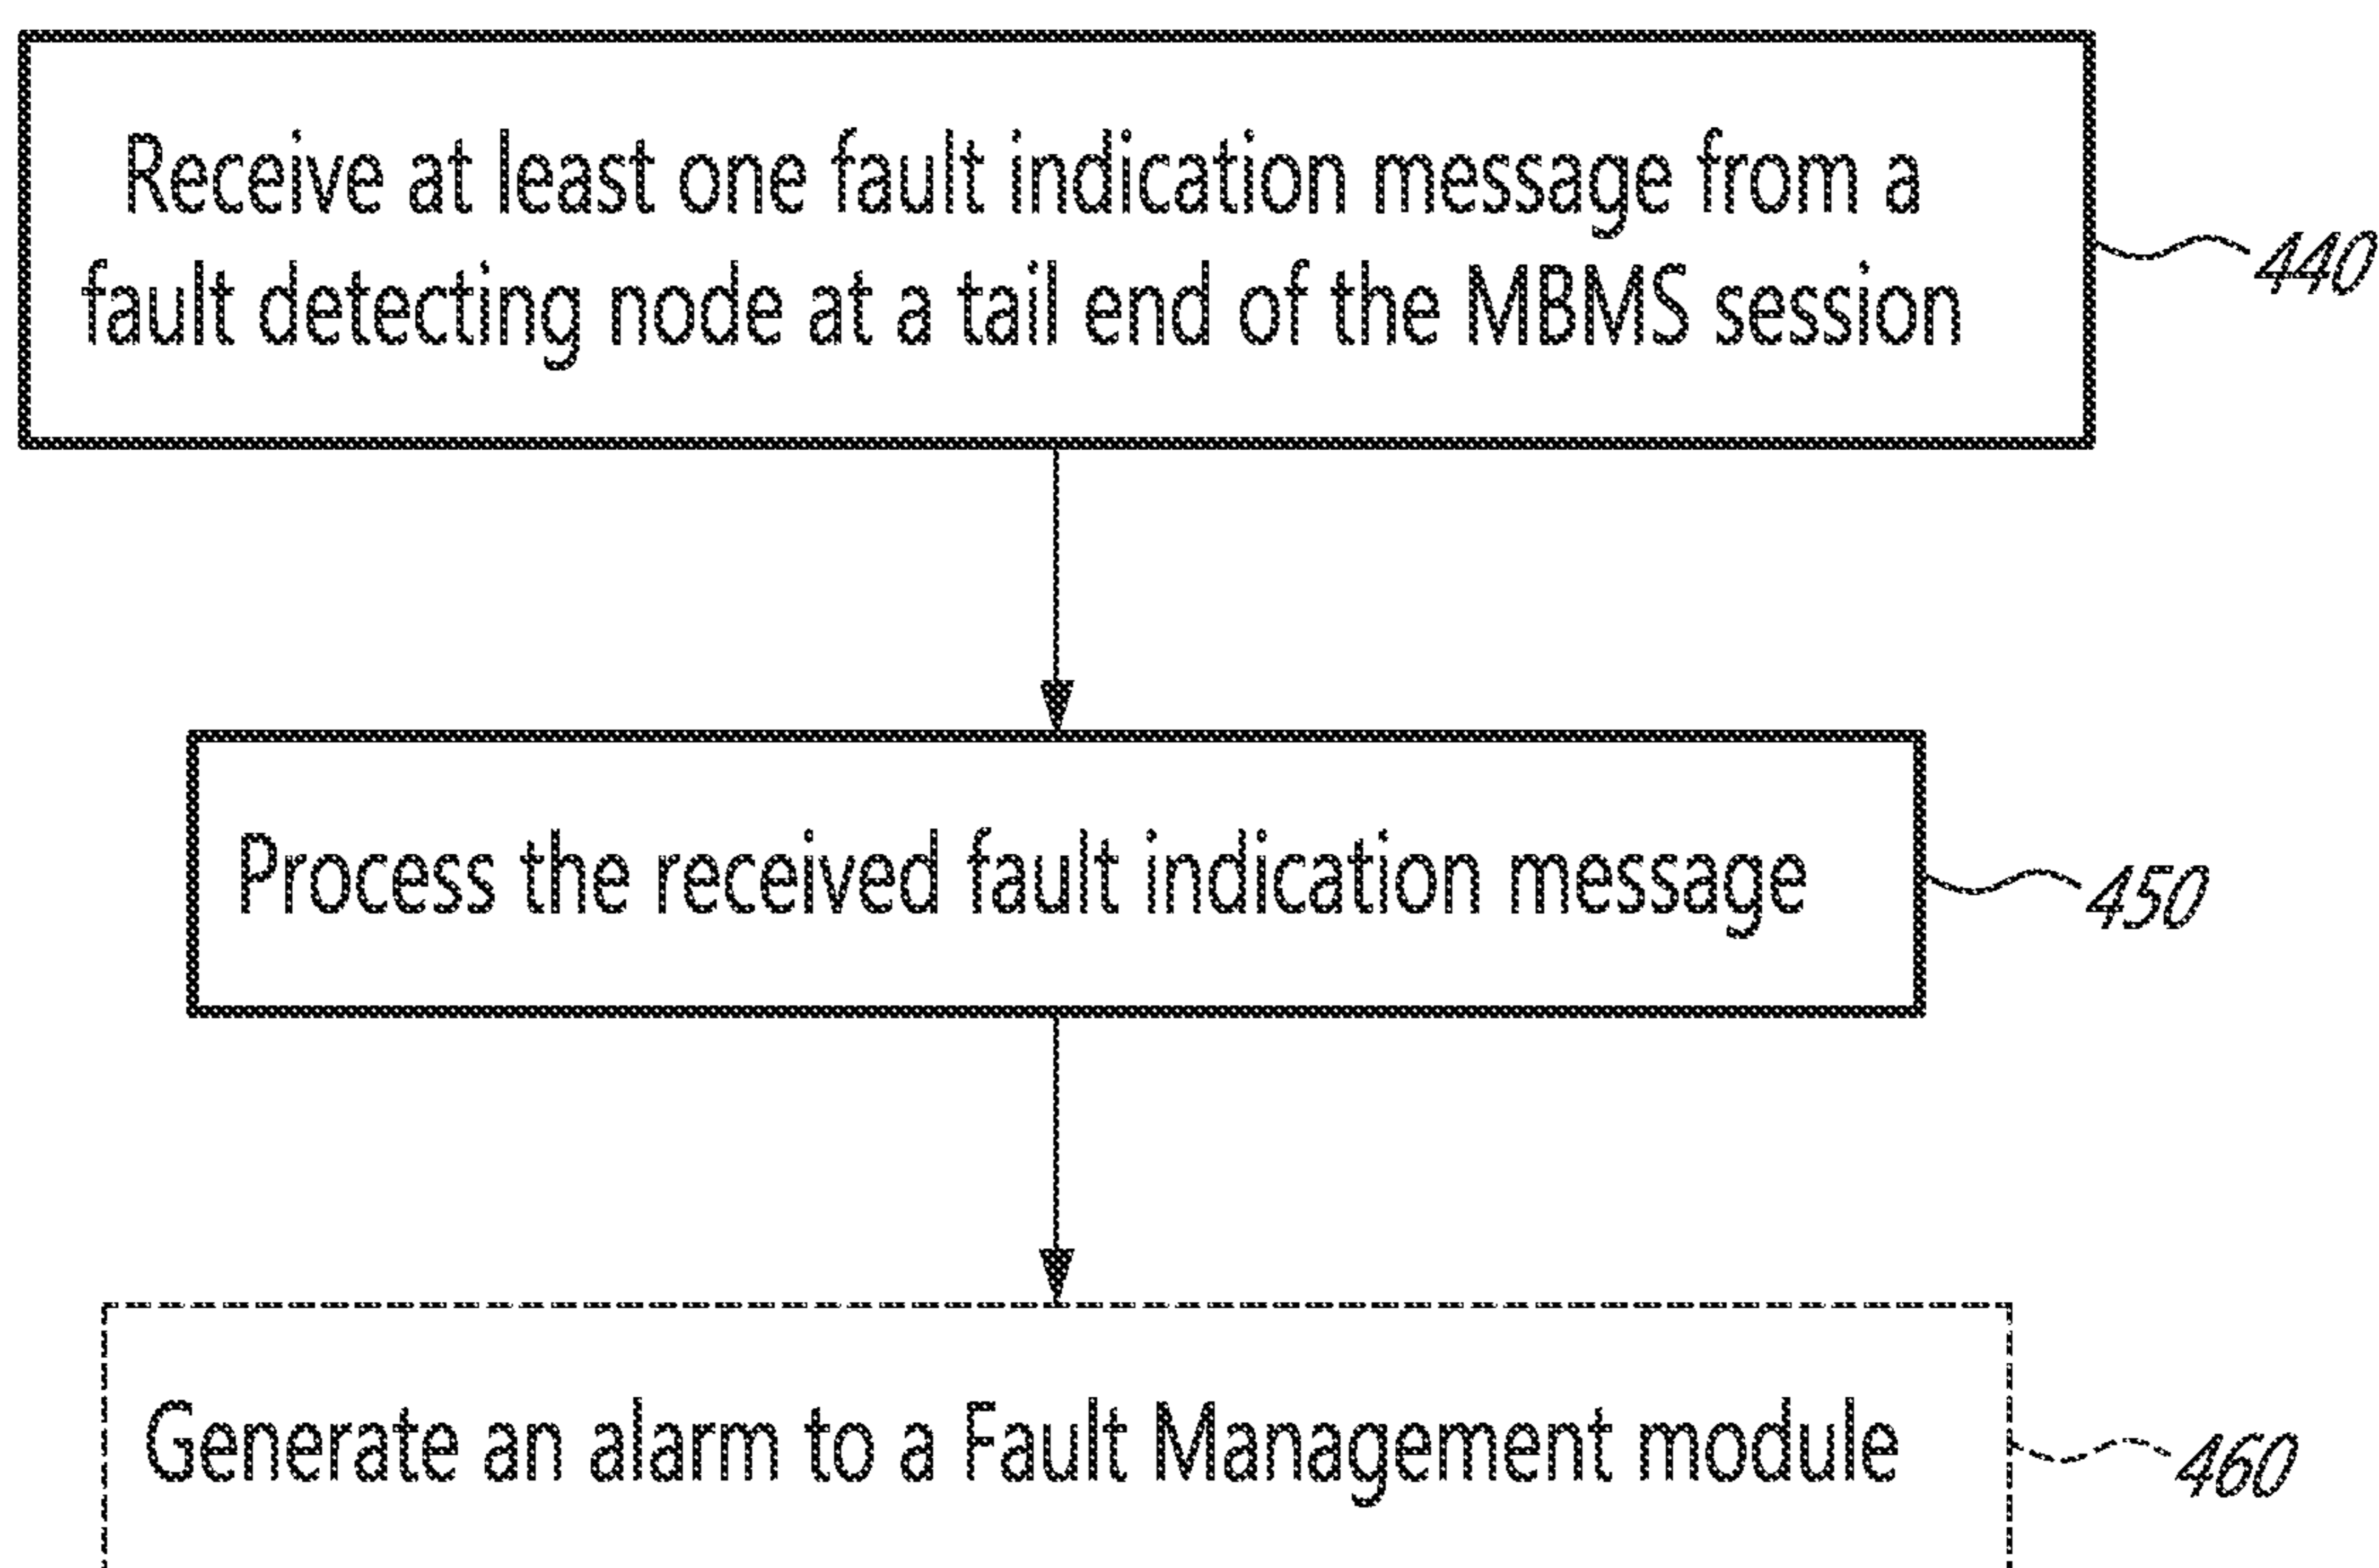 Receive at least one fault indication message from a
fault detecting node at a tail end of the MBMS session
440
Process the received fault indication message
450
Generate an alarm to a Fault Management module
460